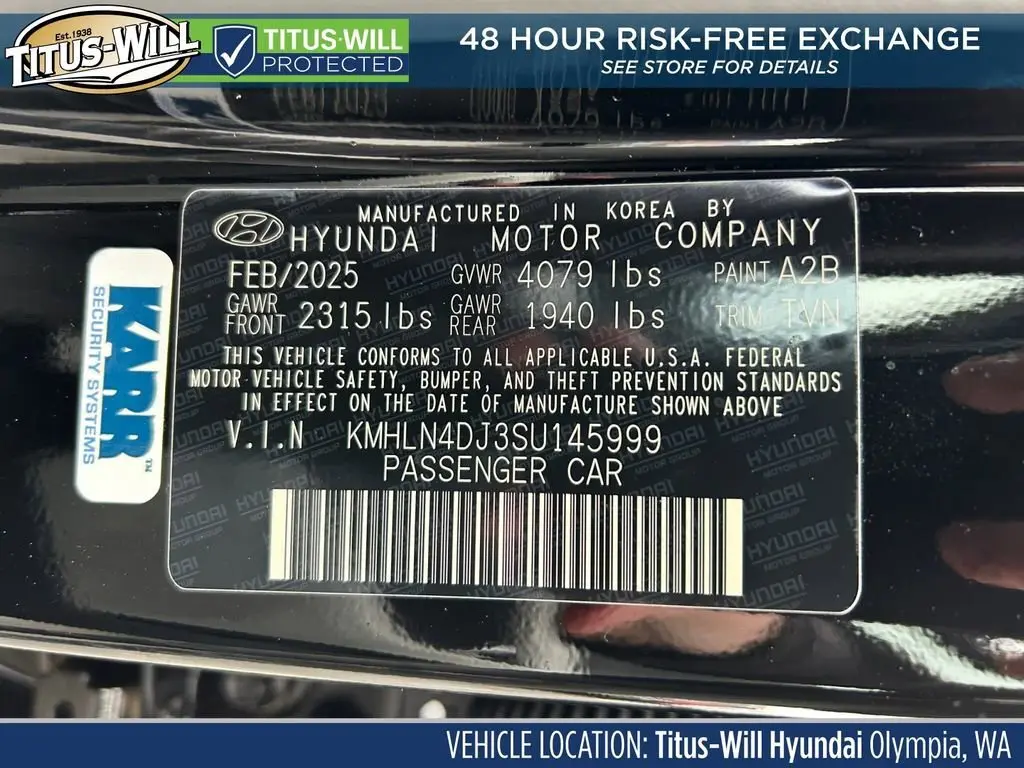 Est. 1938
TITUS-WILL
TITUS-WILL
PROTECTED
48 HOUR RISK-FREE EXCHANGE
SEE STORE FOR DETAILS
MANUFACTURED IN KOREA BY
HYUNDAI MOTOR COMPANY
FEB/2025 GVWR 4079 lbs PAINT A2B
GAWR FRONT 2315 lbs GAWR REAR 1940 lbs TRIM TVN
THIS VEHICLE CONFORMS TO ALL APPLICABLE U.S.A. FEDERAL
MOTOR VEHICLE SAFETY, BUMPER, AND THEFT PREVENTION STANDARDS
IN EFFECT ON THE DATE OF MANUFACTURE SHOWN ABOVE
V.I.N KMHLN4DJ3SU145999
PASSENGER CAR
KARR™
SECURITY SYSTEMS
HYUNDAI
MOTOR GROUP
VEHICLE LOCATION: Titus-Will Hyundai Olympia, WA